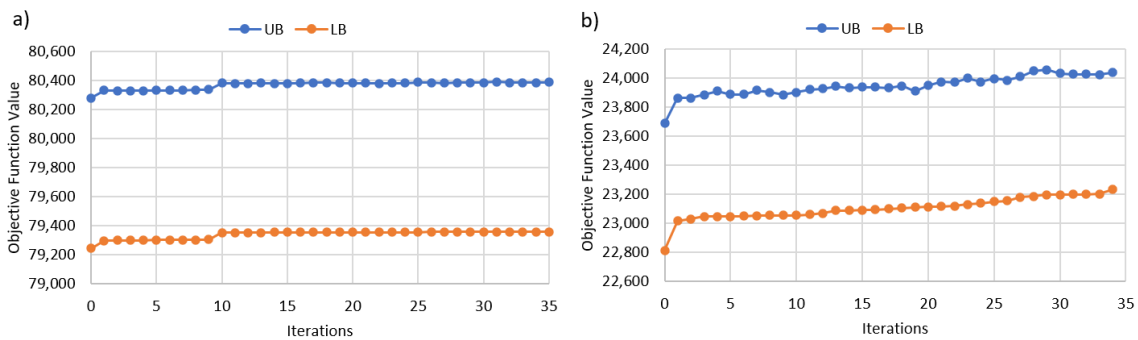 a)
UB LB
80,600
80,400
80,200
80,000
79,800
79,600
79,400
79,200
79,000
Objective Function Value
0 5 10 15 20 25 30 35
Iterations
b)
UB LB
24,200
24,000
23,800
23,600
23,400
23,200
23,000
22,800
22,600
Objective Function Value
0 5 10 15 20 25 30 35
Iterations